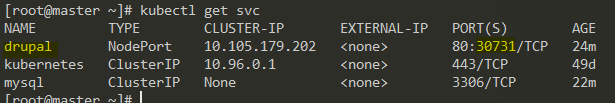 [root@master ~]# kubectl get svc
NAME TYPE CLUSTER-IP EXTERNAL-IP PORT(S) AGE
drupal NodePort 10.105.179.202 <none> 80:30731/TCP 24m
kubernetes ClusterIP 10.96.0.1 <none> 443/TCP 49d
mysql ClusterIP None <none> 3306/TCP 22m
[root@master ~]#